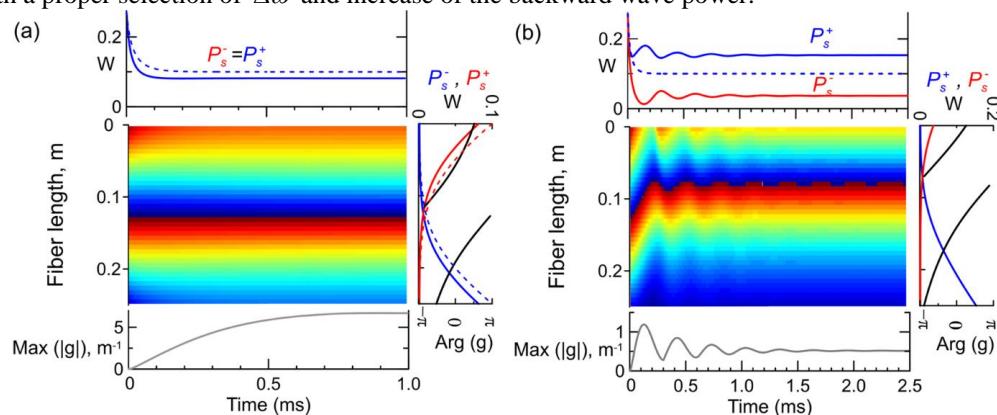 with a proper selection of Δω and increase of the backward wave power.
(a)
0.2
W
0
P_s^- = P_s^+
P_s^- , P_s^+
W
0
0.1
0
0.1
0.2
Fiber length, m
-π 0 π
Arg (g)
5
0
Max (|g|), m⁻¹
0 0.5 1.0
Time (ms)
(b)
0.2
W
0
P_s^+
P_s^-
P_s^+ , P_s^-
W
0
0.2
0
0.1
0.2
Fiber length, m
-π 0 π
Arg (g)
1
0
Max (|g|), m⁻¹
0 0.5 1.0 1.5 2.0 2.5
Time (ms)